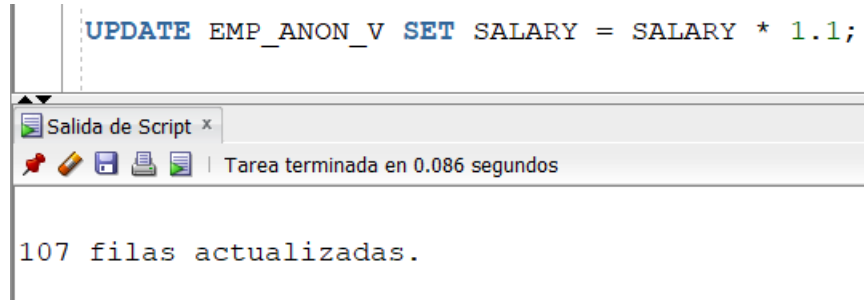 UPDATE EMP_ANON_V SET SALARY = SALARY * 1.1;
Salida de Script x
Tarea terminada en 0.086 segundos
107 filas actualizadas.